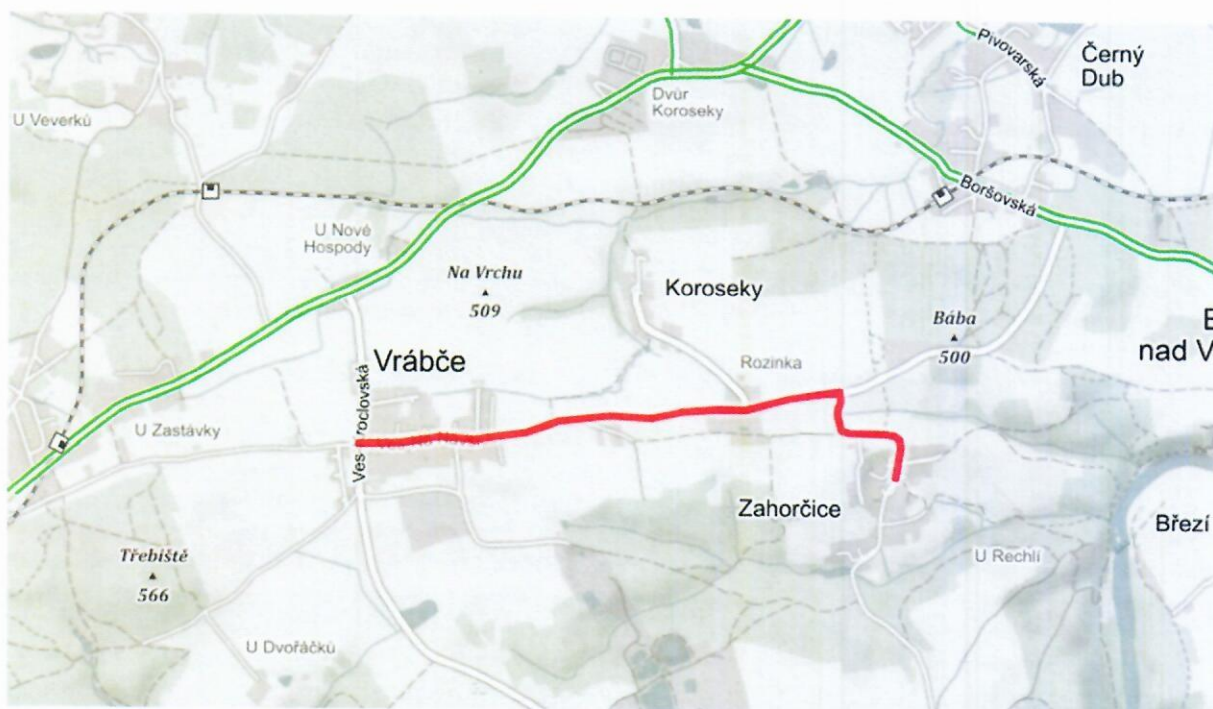 Pivovarská
Černý
Dub
U Veverků
Dvůr
Koroseky
Boršovská
U Nové
Hospody
Na Vrchu
509
Koroseky
Bába
500
nad V
Vrábče
Rozinka
Ves
roclovská
U Zastávky
Zahorčice
Březí
Třebiště
566
U Rechlí
U Dvořáčků